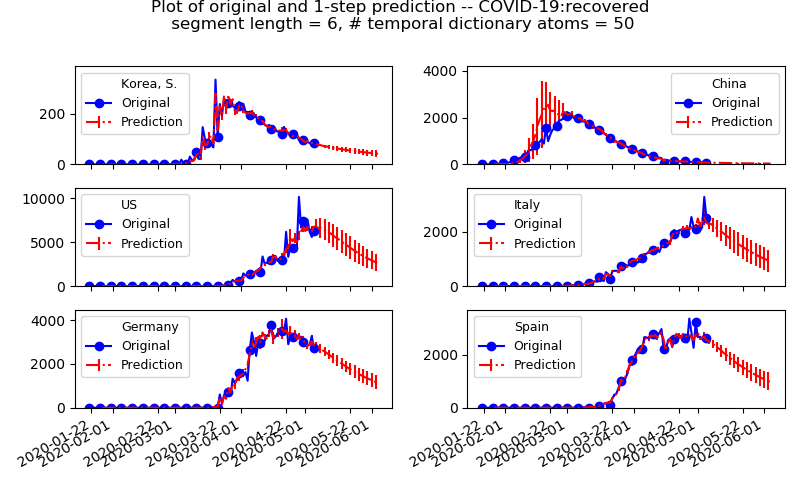 Plot of original and 1-step prediction -- COVID-19:recovered
segment length = 6, # temporal dictionary atoms = 50
Korea, S.
Original
Prediction
200
0
China
Original
Prediction
4000
2000
0
US
Original
Prediction
10000
5000
0
Italy
Original
Prediction
2000
0
Germany
Original
Prediction
4000
2000
0
Spain
Original
Prediction
2000
0
2020-01-22
2020-02-01
2020-02-22
2020-03-01
2020-03-22
2020-04-01
2020-04-22
2020-05-01
2020-05-22
2020-06-01
2020-01-22
2020-02-01
2020-02-22
2020-03-01
2020-03-22
2020-04-01
2020-04-22
2020-05-01
2020-05-22
2020-06-01